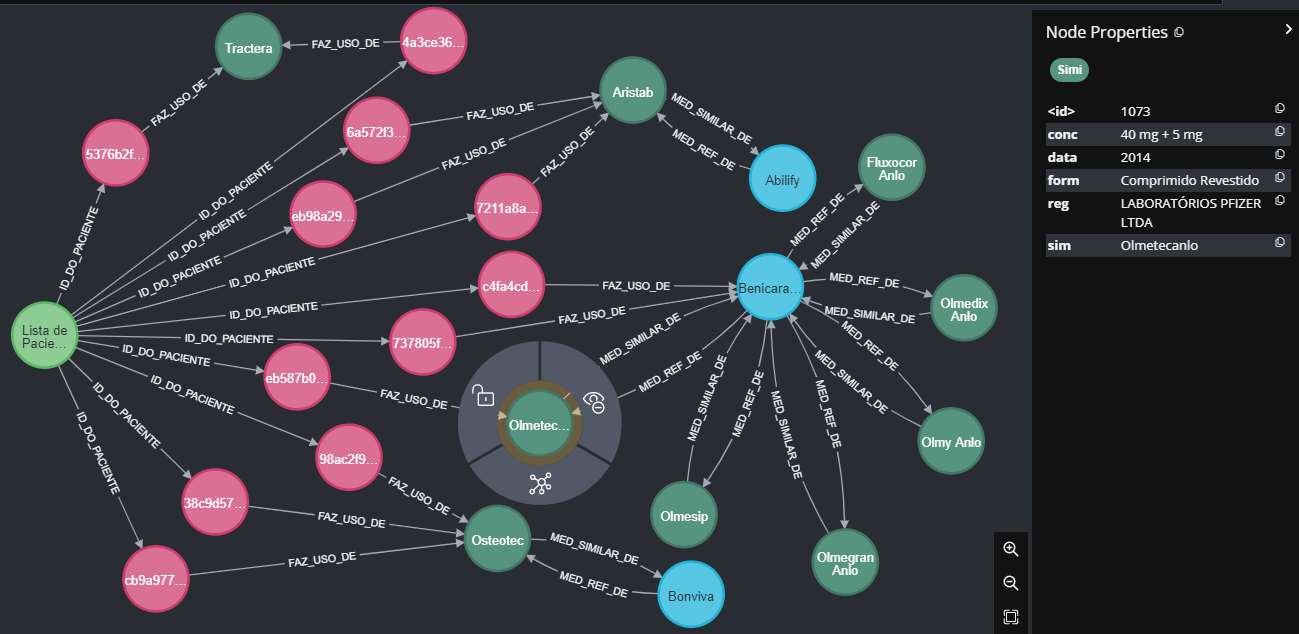 Node Properties
Simi
<id> 1073
conc 40 mg + 5 mg
data 2014
form Comprimido Revestido
reg LABORATÓRIOS PFIZER
LTDA
sim Olmetecanlo
Tractera
FAZ_USO_DE
4a3ce36...
FAZ_USO_DE
5376b2f...
6a572f3...
FAZ_USO_DE
Aristab
MED_SIMILAR_DE
MED_REF_DE
Abilify
FAZ_USO_DE
FAZ_USO_DE
eb98a29...
7211a8a...
Fluxocor
Anlo
MED_REF_DE
MED_SIMILAR_DE
ID_DO_PACIENTE
ID_DO_PACIENTE
ID_DO_PACIENTE
ID_DO_PACIENTE
ID_DO_PACIENTE
ID_DO_PACIENTE
c4fa4cd...
FAZ_USO_DE
Benicara...
MED_REF_DE
MED_SIMILAR_DE
Olmedix
Anlo
Lista de
Pacie...
ID_DO_PACIENTE
737805f...
FAZ_USO_DE
MED_SIMILAR_DE
MED_REF_DE
ID_DO_PACIENTE
eb587b0...
FAZ_USO_DE
Olmetec...
MED_REF_DE
MED_SIMILAR_DE
Olmy Anlo
ID_DO_PACIENTE
98ac2f9...
FAZ_USO_DE
MED_SIMILAR_DE
MED_REF_DE
Olmesip
MED_SIMILAR_DE
MED_REF_DE
Olmegran
Anlo
ID_DO_PACIENTE
38c9d57...
FAZ_USO_DE
Osteotec
MED_SIMILAR_DE
MED_REF_DE
Bonviva
ID_DO_PACIENTE
cb9a977...
FAZ_USO_DE